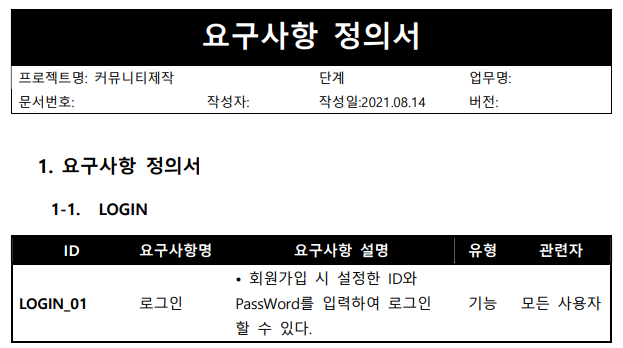 요구사항 정의서
프로젝트명: 커뮤니티제작 단계 업무명:
문서번호: 작성자: 작성일:2021.08.14 버전:
1. 요구사항 정의서
1-1. LOGIN
ID 요구사항명 요구사항 설명 유형 관련자
• 회원가입 시 설정한 ID와
LOGIN_01 로그인 PassWord를 입력하여 로그인 기능 모든 사용자
할 수 있다.